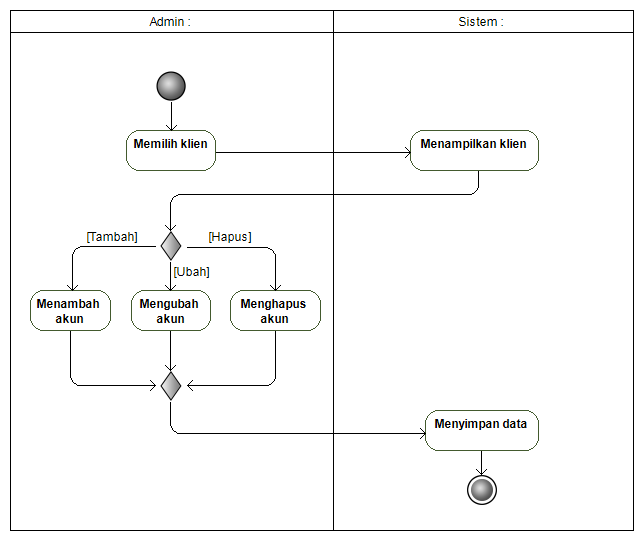 Admin :
Sistem :
Memilih klien
Menampilkan klien
[Tambah]
[Hapus]
[Ubah]
Menambah
akun
Mengubah
akun
Menghapus
akun
Menyimpan data